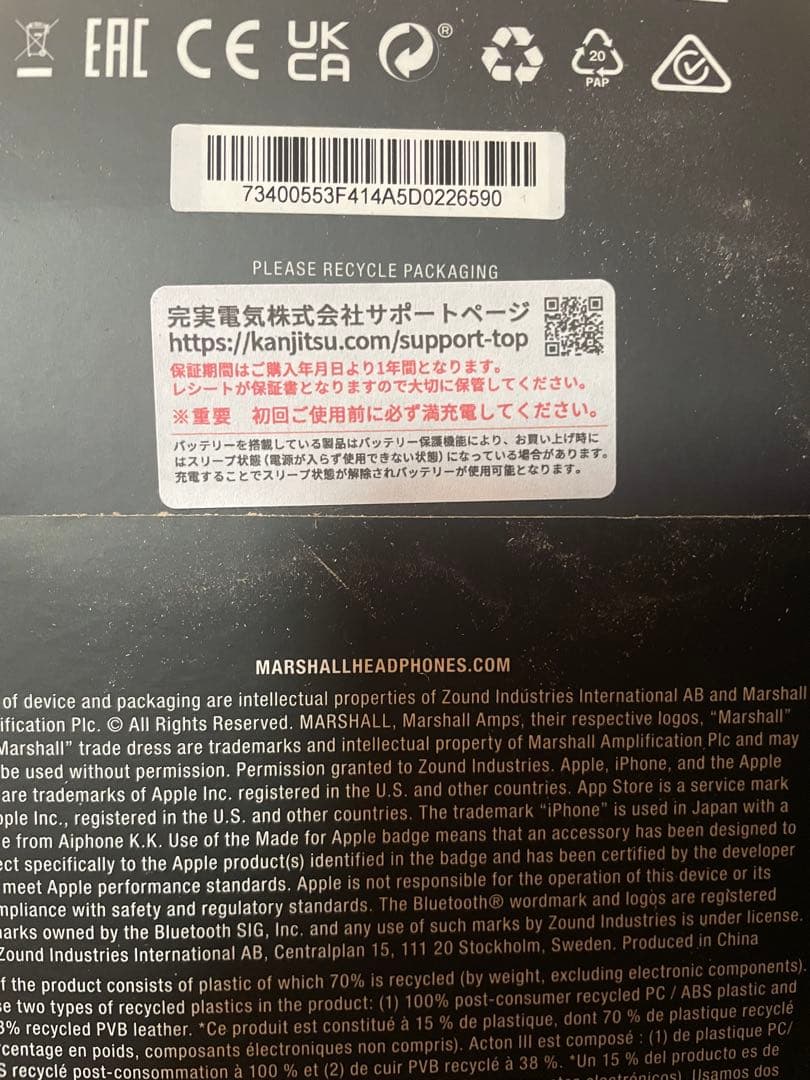 EAC CE UK
CA ® 20
PAP
73400553F414A5D0226590
PLEASE RECYCLE PACKAGING
完実電気株式会社サポートページ
https://kanjitsu.com/support-top
保証期間はご購入年月日より1年間となります。
レシートが保証書となりますので大切に保管してください。
※重要 初回ご使用前に必ず満充電してください。
バッテリーを搭載している製品はバッテリー保護機能により、お買い上げ時に
はスリープ状態(電源が入らず使用できない状態)になっている場合があります。
充電することでスリープ状態が解除されバッテリーが使用可能となります。
MARSHALLHEADPHONES.COM
of device and packaging are intellectual properties of Zound Industries International AB and Marshall
ification Plc. © All Rights Reserved. MARSHALL, Marshall Amps, their respective logos, “Marshall”
Marshall” trade dress are trademarks and intellectual property of Marshall Amplification Plc and may
be used without permission. Permission granted to Zound Industries. Apple, iPhone, and the Apple
are trademarks of Apple Inc. registered in the U.S. and other countries. App Store is a service mark
ple Inc., registered in the U.S. and other countries. The trademark “iPhone” is used in Japan with a
e from Aiphone K.K. Use of the Made for Apple badge means that an accessory has been designed to
ect specifically to the Apple product(s) identified in the badge and has been certified by the developer
meet Apple performance standards. Apple is not responsible for the operation of this device or its
mpliance with safety and regulatory standards. The Bluetooth® wordmark and logos are registered
arks owned by the Bluetooth SIG, Inc. and any use of such marks by Zound Industries is under license.
Zound Industries International AB, Centralplan 15, 111 20 Stockholm, Sweden. Produced in China
f the product consists of plastic of which 70% is recycled (by weight, excluding electronic components).
se two types of recycled plastics in the product: (1) 100% post-consumer recycled PC / ABS plastic and
8% recycled PVB leather. *Ce produit est constitué à 15 % de plastique, dont 70 % de plastique recyclé
centage en poids, composants électroniques non compris). Acton III est composé : (1) de plastique PC/
S recyclé post-consommation à 100 % et (2) de cuir PVB recyclé à 38 %. *Un 15 % del producto es de
electrónicos). Usamos dos